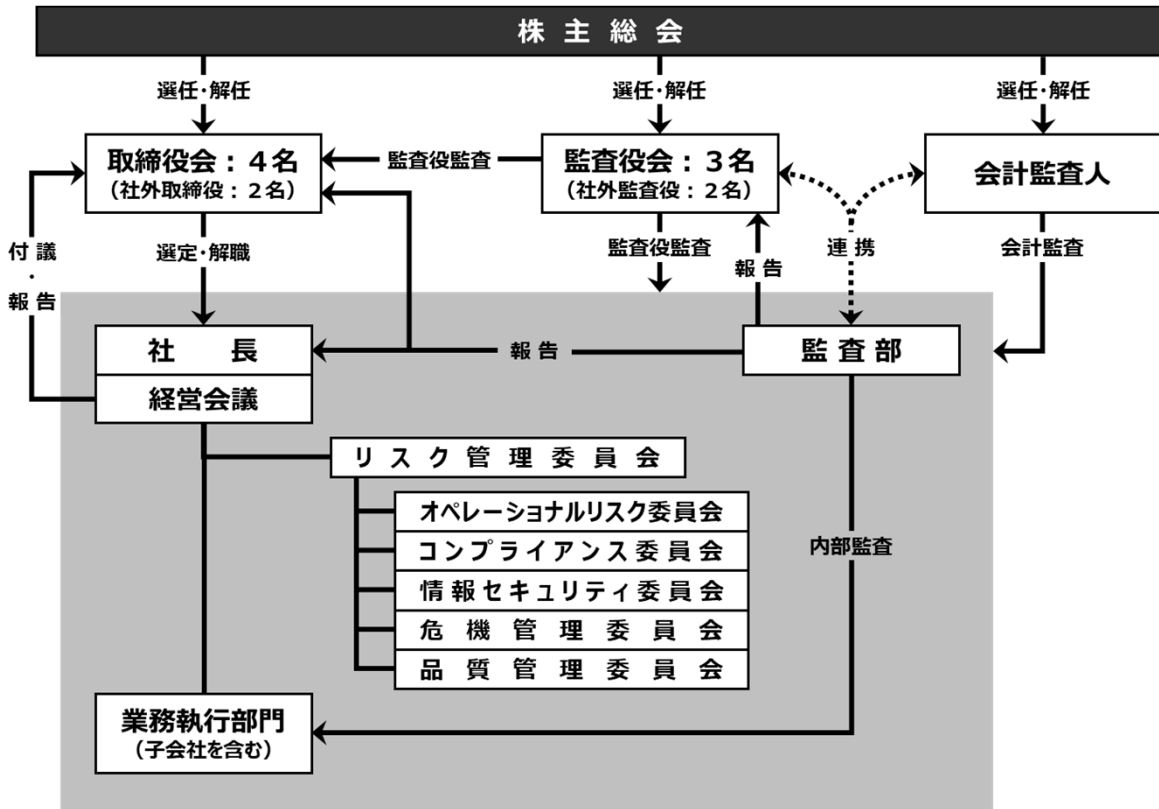 株主総会
選任・解任
選任・解任
選任・解任
取締役会：４名
（社外取締役：２名）
監査役監査
監査役会：３名
（社外監査役：２名）
会計監査人
付議・報告
選定・解職
監査役監査
報告
連携
会計監査
社長
経営会議
報告
監査部
リスク管理委員会
オペレーショナルリスク委員会
コンプライアンス委員会
情報セキュリティ委員会
危機管理委員会
品質管理委員会
内部監査
業務執行部門
（子会社を含む）